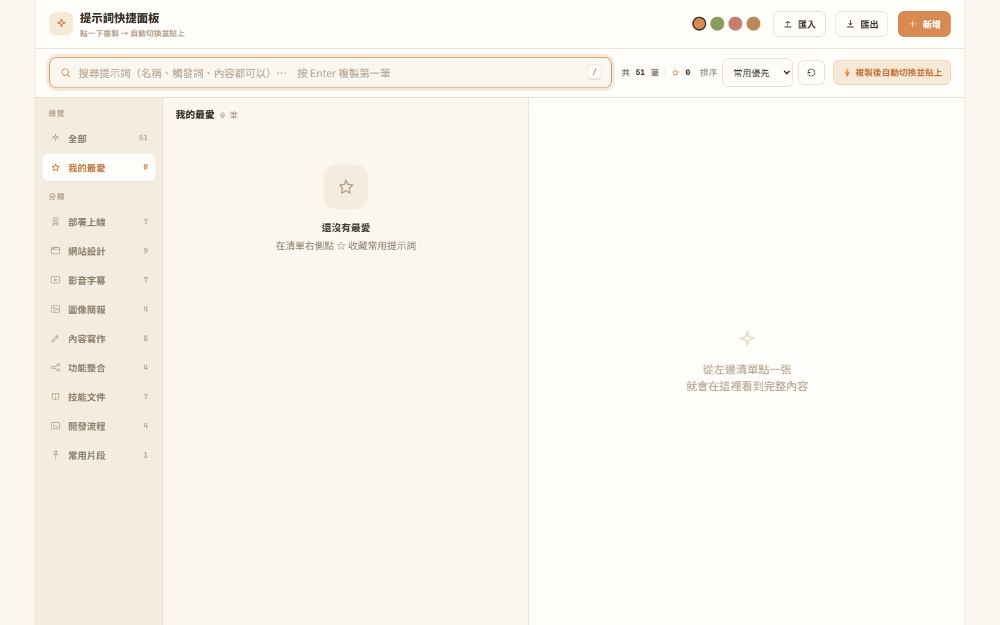 提示詞快捷面板
點一下複製 → 自動切換並貼上
匯入
匯出
新增
搜尋提示詞（名稱、觸發詞、內容都可以）⋯　按 Enter 複製第一筆
/
共 51 筆
0
排序
常用優先
複製後自動切換並貼上
總覽
全部 51
我的最愛 0
分類
部署上線 7
網站設計 9
影音字幕 7
圖像簡報 4
內容寫作 8
功能整合 4
技能文件 7
開發流程 4
常用片段 1
我的最愛 0 筆
還沒有最愛
在清單右側點 ☆ 收藏常用提示詞
從左邊清單點一張
就會在這裡看到完整內容